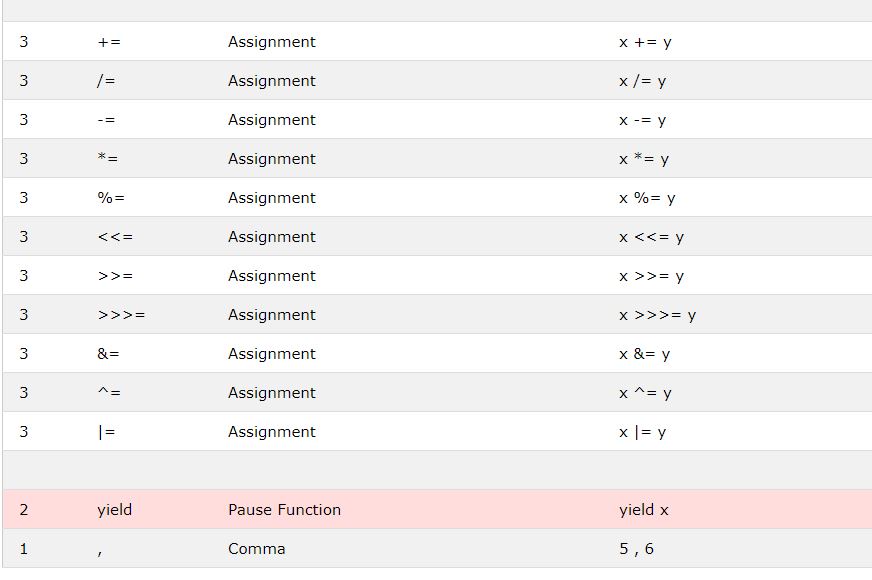 3 += Assignment x += y
3 /= Assignment x /= y
3 -= Assignment x -= y
3 *= Assignment x *= y
3 %= Assignment x %= y
3 <<= Assignment x <<= y
3 >>= Assignment x >>= y
3 >>>= Assignment x >>>= y
3 &= Assignment x &= y
3 ^= Assignment x ^= y
3 |= Assignment x |= y
2 yield Pause Function yield x
1 , Comma 5 , 6